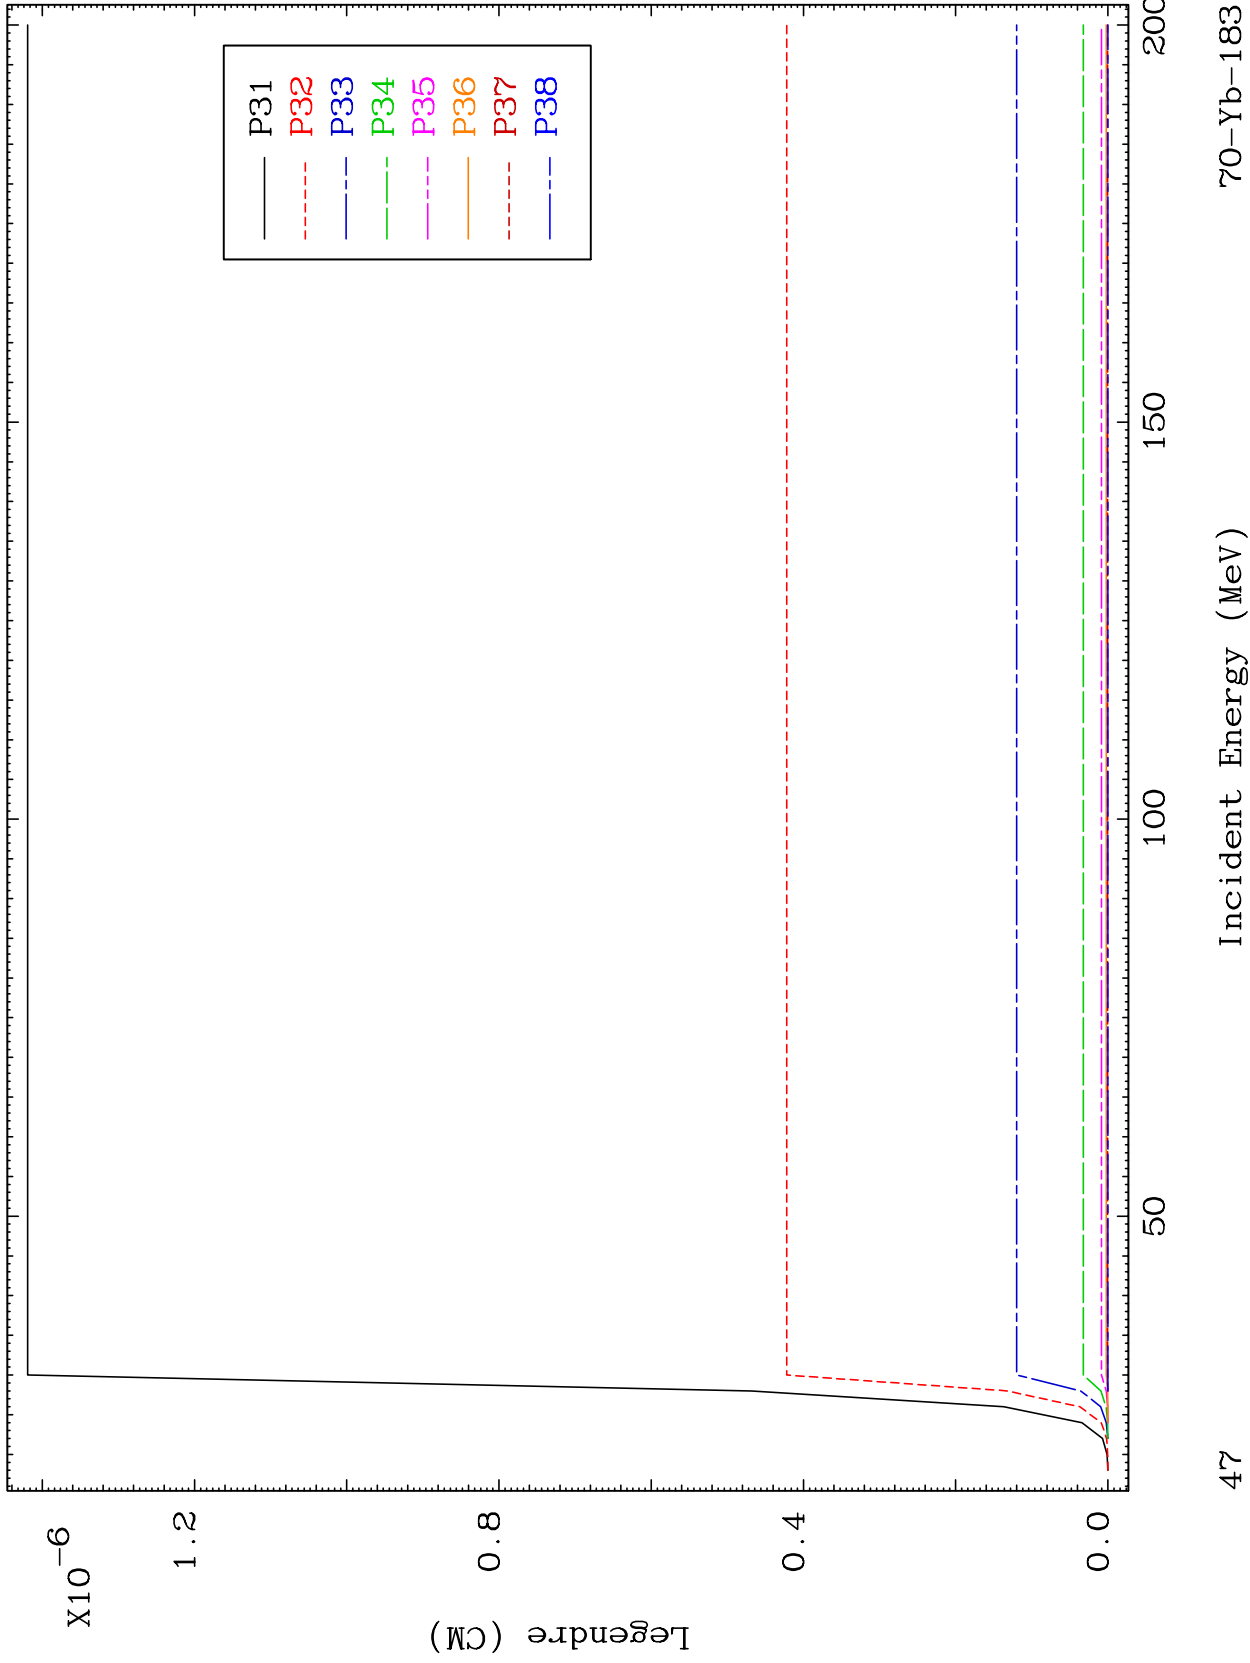 X10-6
1.2
0.8
0.4
0.0
Legendre (CM)
P31
P32
P33
P34
P35
P36
P37
P38
50
100
150
200
47
Incident Energy (MeV)
70-Yb-183